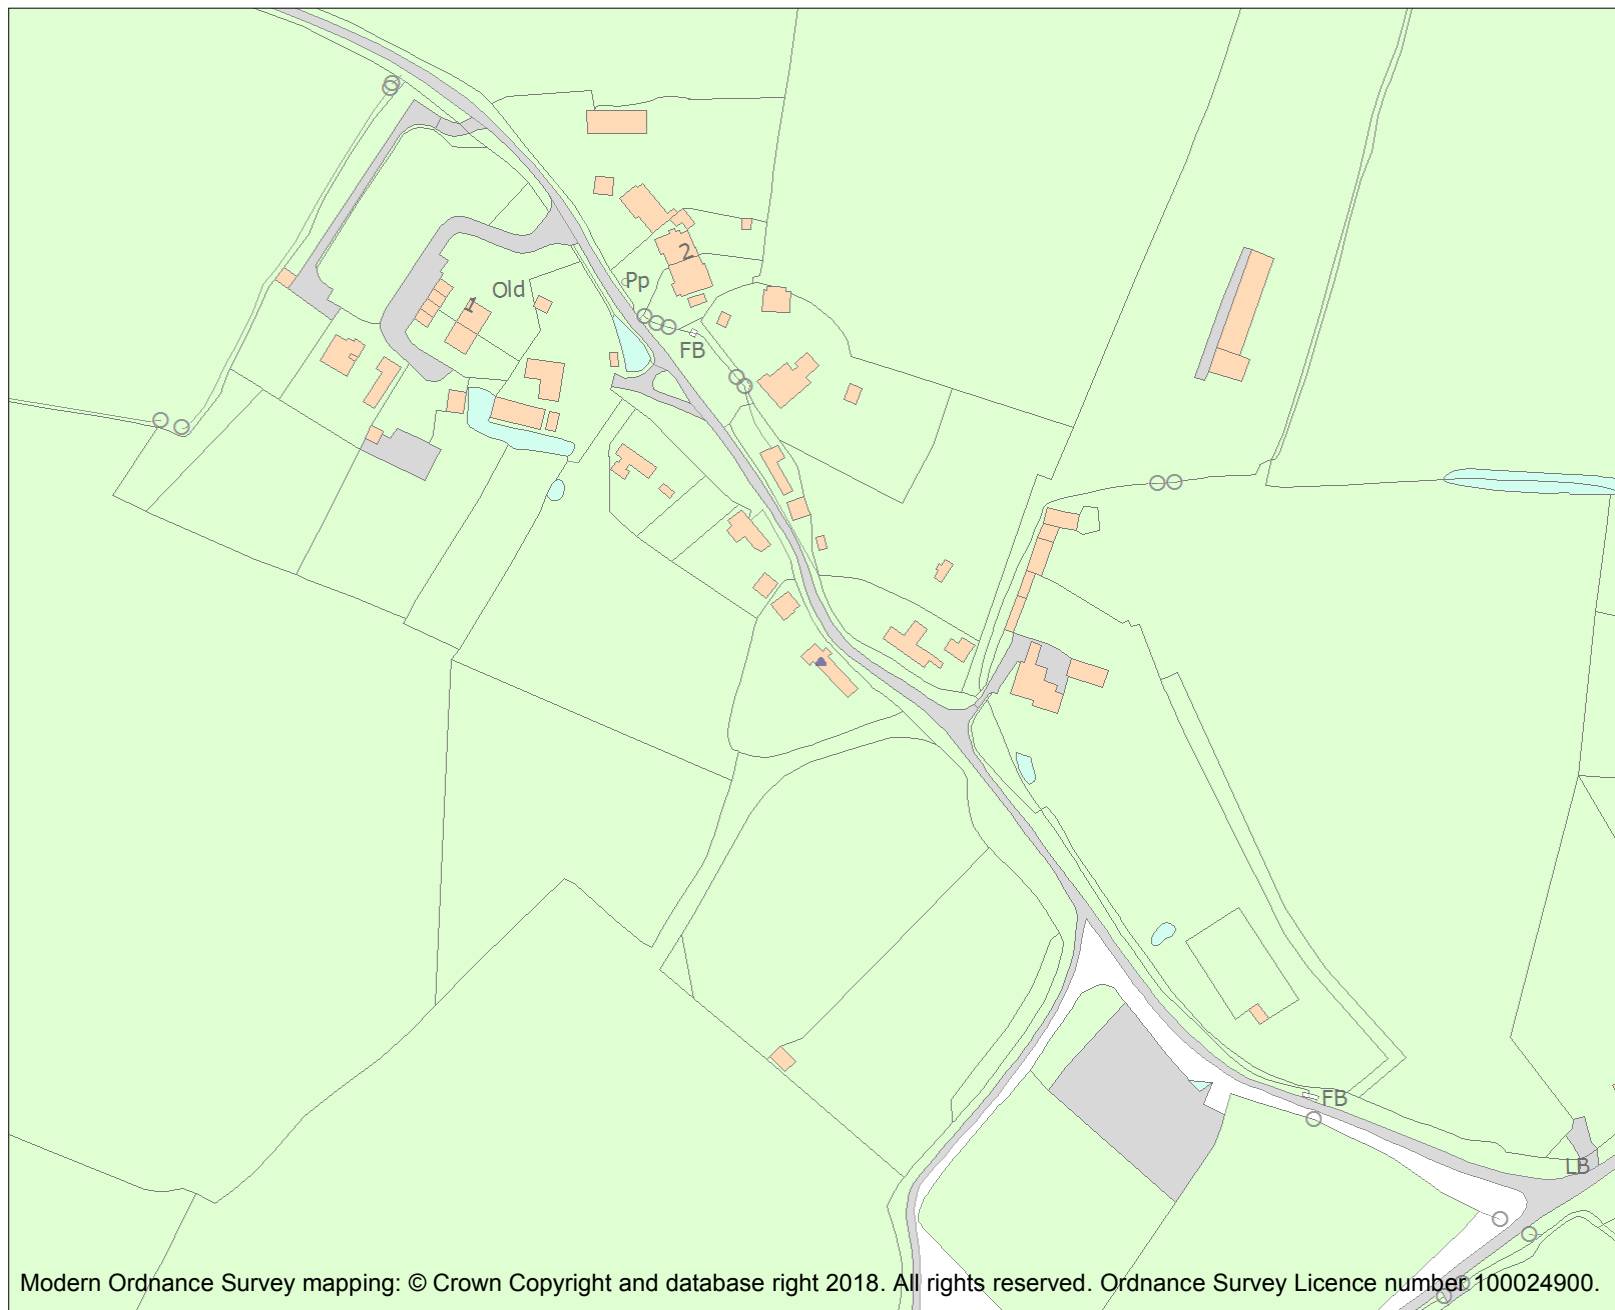 2
Pp
Old
1
FB
FB
LB
Modern Ordnance Survey mapping: © Crown Copyright and database right 2018. All rights reserved. Ordnance Survey Licence number 100024900.